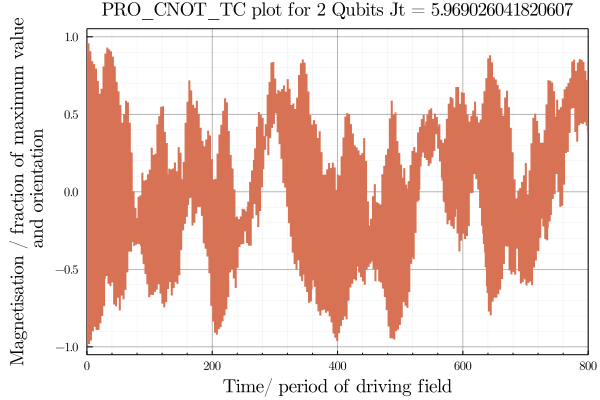 PRO_CNOT_TC plot for 2 Qubits Jt = 5.969026041820607
Magnetisation / fraction of maximum value
and orientation
1.0
0.5
0.0
−0.5
−1.0
0 200 400 600 800
Time/ period of driving field